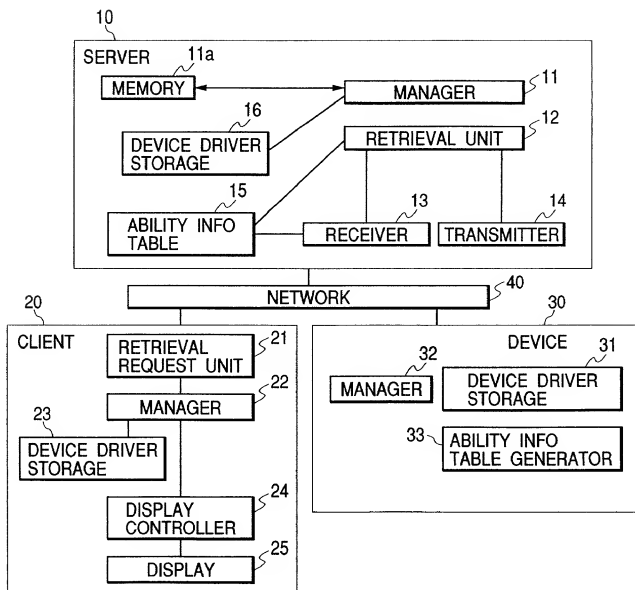 10
SERVER
11a
MEMORY
11
MANAGER
16
DEVICE DRIVER
STORAGE
12
RETRIEVAL UNIT
15
ABILITY INFO
TABLE
13
RECEIVER
14
TRANSMITTER
40
NETWORK
20
CLIENT
21
RETRIEVAL
REQUEST UNIT
22
MANAGER
23
DEVICE DRIVER
STORAGE
24
DISPLAY
CONTROLLER
25
DISPLAY
30
DEVICE
32
MANAGER
31
DEVICE DRIVER
STORAGE
33
ABILITY INFO
TABLE GENERATOR